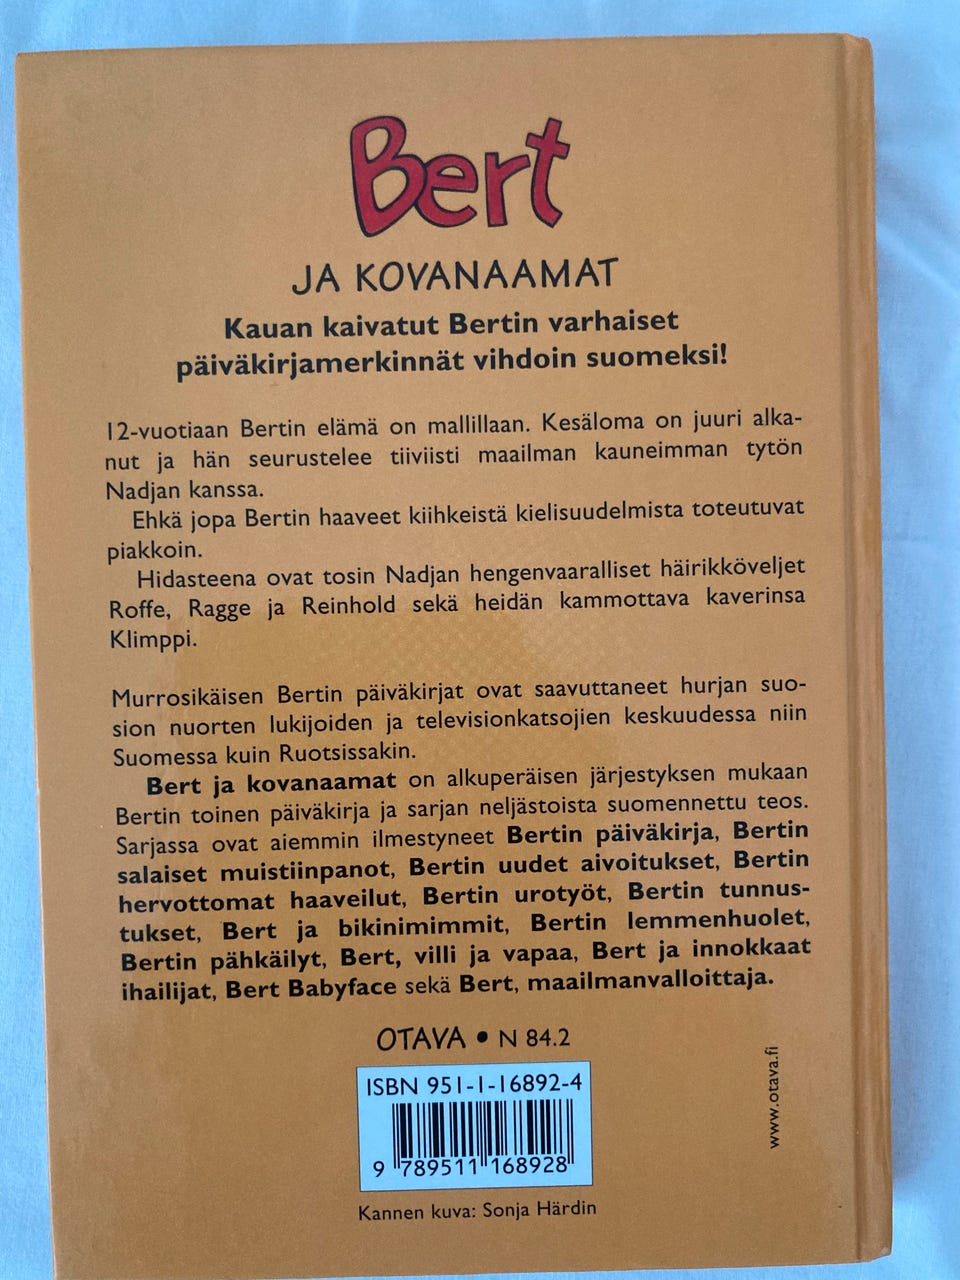 Bert
JA KOVANAAMAT
Kauan kaivatut Bertin varhaiset
päiväkirjamerkinnät vihdoin suomeksi!
12-vuotiaan Bertin elämä on mallillaan. Kesäloma on juuri alka-
nut ja hän seurustelee tiiviisti maailman kauneimman tytön
Nadjan kanssa.
Ehkä jopa Bertin haaveet kiihkeistä kielisuudelmista toteutuvat
piakkoin.
Hidasteena ovat tosin Nadjan hengenvaaralliset häirikköveljet
Roffe, Ragge ja Reinhold sekä heidän kammottava kaverinsa
Klimppi.
Murrosikäisen Bertin päiväkirjat ovat saavuttaneet hurjan suo-
sion nuorten lukijoiden ja televisionkatsojien keskuudessa niin
Suomessa kuin Ruotsissakin.
Bert ja kovanaamat on alkuperäisen järjestyksen mukaan
Bertin toinen päiväkirja ja sarjan neljästoista suomennettu teos.
Sarjassa ovat aiemmin ilmestyneet Bertin päiväkirja, Bertin
salaiset muistiinpanot, Bertin uudet aivoitukset, Bertin
hervottomat haaveilut, Bertin urotyöt, Bertin tunnus-
tukset, Bert ja bikinimimmit, Bertin lemmenhuolet,
Bertin pähkäilyt, Bert, villi ja vapaa, Bert ja innokkaat
ihailijat, Bert Babyface sekä Bert, maailmanvalloittaja.
OTAVA • N 84.2
ISBN 951-1-16892-4
9 789511 168928
Kannen kuva: Sonja Härdin
www.otava.fi